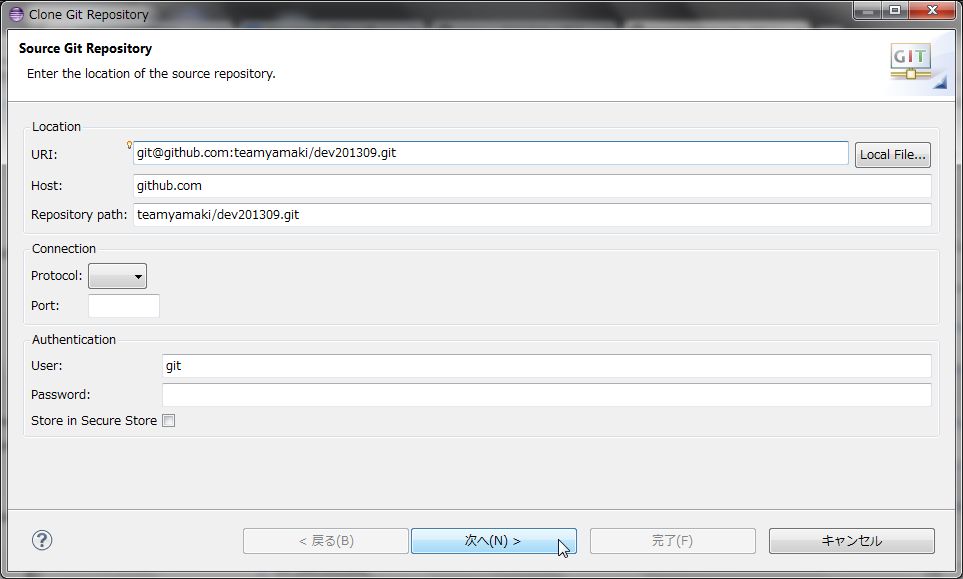 Clone Git Repository
Source Git Repository
Enter the location of the source repository.
GIT
Location
URI: git@github.com:teamyamaki/dev201309.git Local File...
Host: github.com
Repository path: teamyamaki/dev201309.git
Connection
Protocol:
Port:
Authentication
User: git
Password:
Store in Secure Store
? < 戻る(B) 次へ(N) > 完了(F) キャンセル